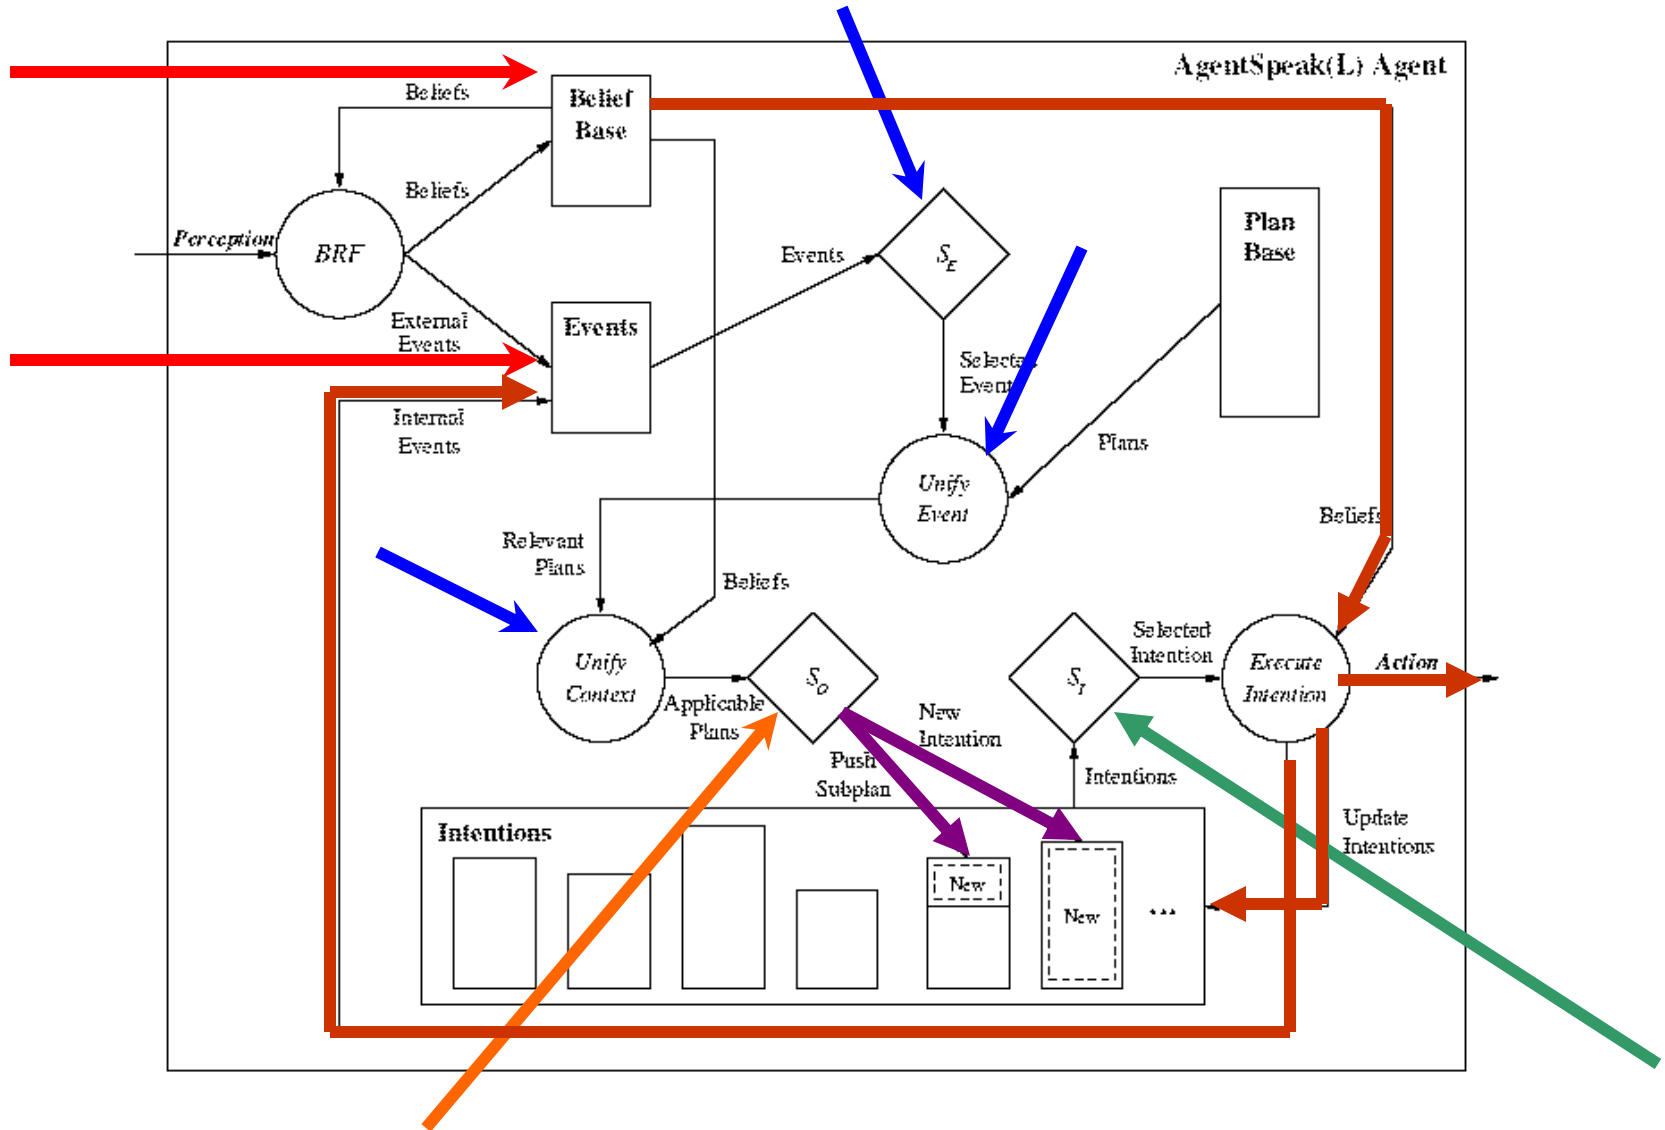 AgentSpeak(L) Agent
Beliefs
Belief
Base
Beliefs
Perception
BRF
Events
S_E
Plan
Base
External
Events
Events
Selected
Event
Internal
Events
Plans
Unify
Event
Beliefs
Relevant
Plans
Beliefs
Unify
Context
S_O
Applicable
Plans
New
Intention
Push
Subplan
S_I
Selected
Intention
Execute
Intention
Action
Intentions
Update
Intentions
Intentions
New
New
...